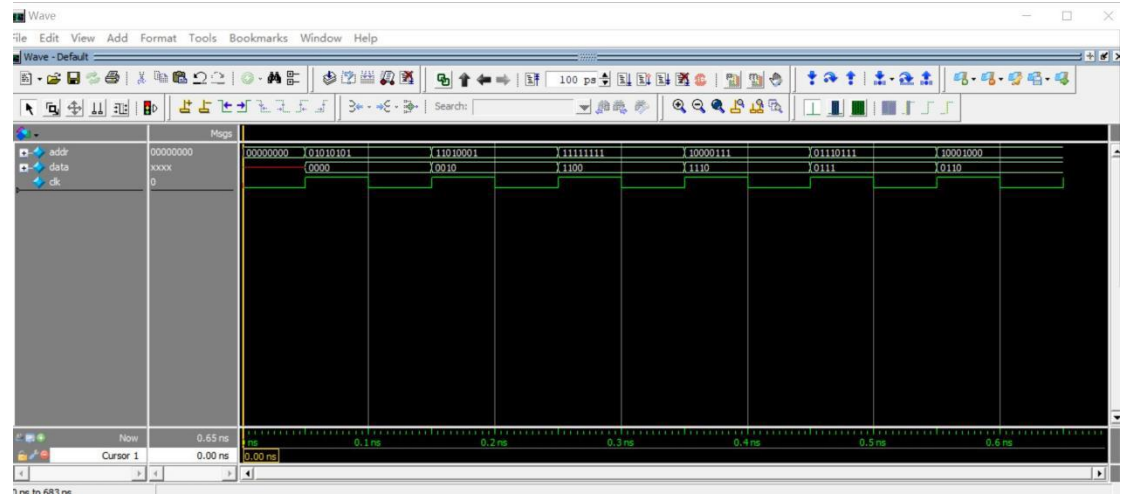 Wave
File Edit View Add Format Tools Bookmarks Window Help
Wave - Default
100 ps
Search:
Msgs
addr 00000000 00000000 01010101 11010001 11111111 10000111 01110111 10001000
data xxxx 0000 0010 1100 1110 0111 0110
clk 0
Now 0.65 ns ns 0.1 ns 0.2 ns 0.3 ns 0.4 ns 0.5 ns 0.6 ns
Cursor 1 0.00 ns 0.00 ns
0 ps to 683 ps